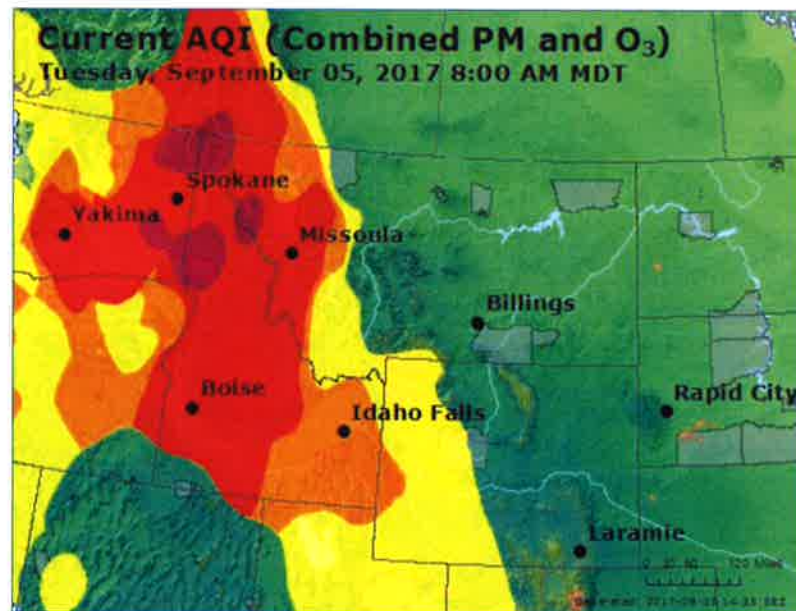 Current AQI (Combined PM and O₃)
Tuesday, September 05, 2017 8:00 AM MDT
Spokane
Yakima
Missoula
Billings
Boise
Idaho Falls
Rapid City
Laramie